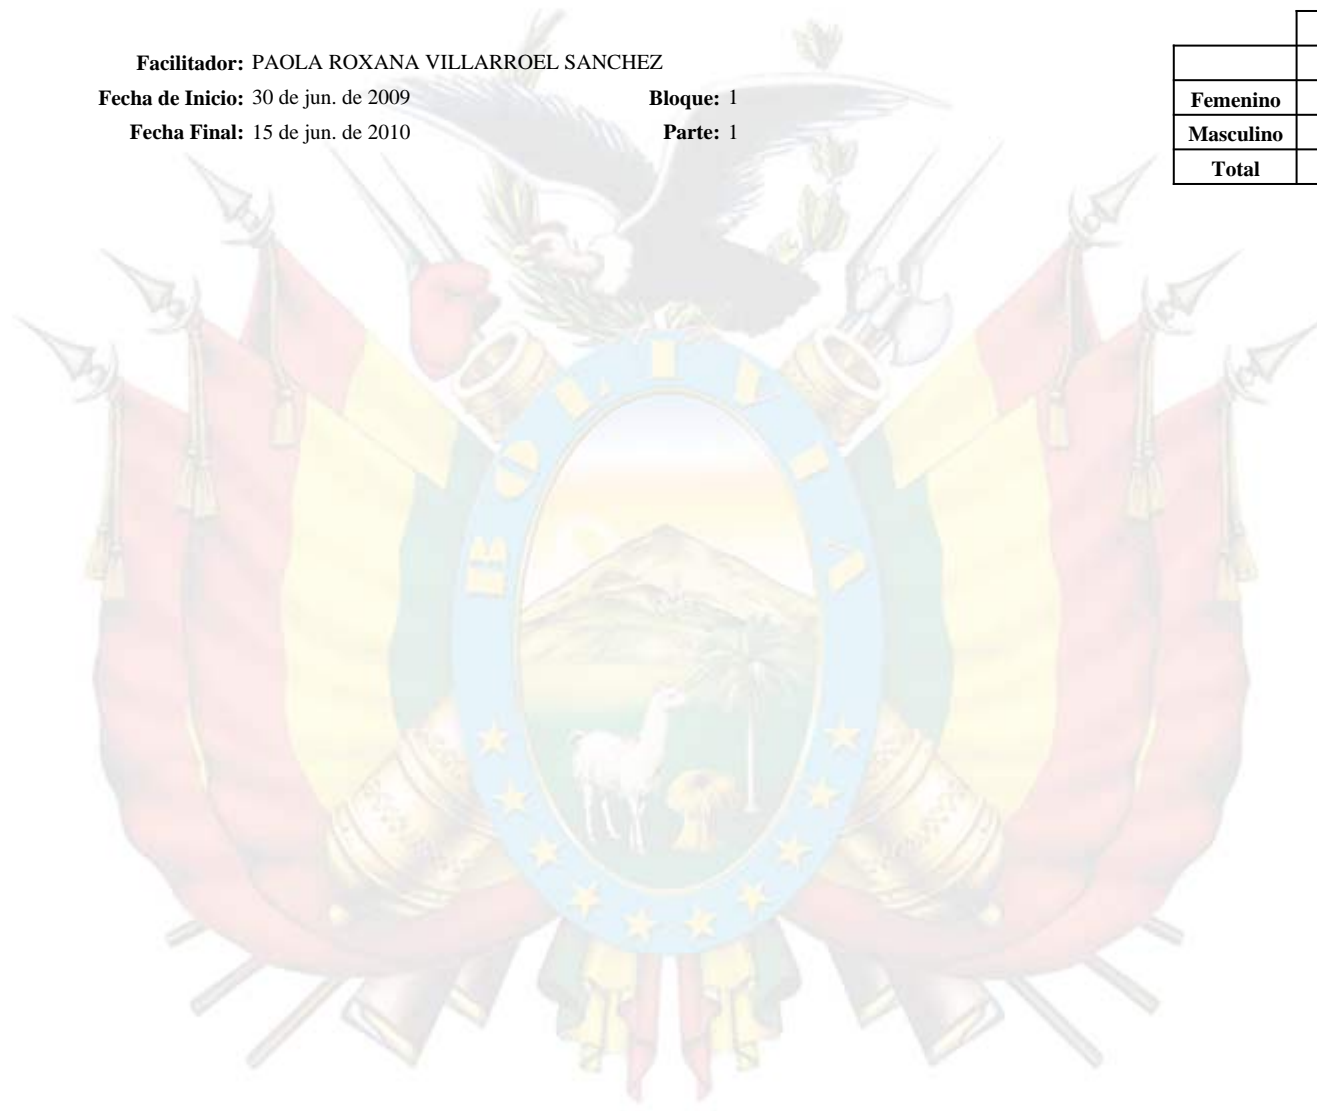 Facilitador: PAOLA ROXANA VILLARROEL SANCHEZ
Fecha de Inicio: 30 de jun. de 2009 Bloque: 1
Fecha Final: 15 de jun. de 2010 Parte: 1
Femenino
Masculino
Total
BOLIVIA